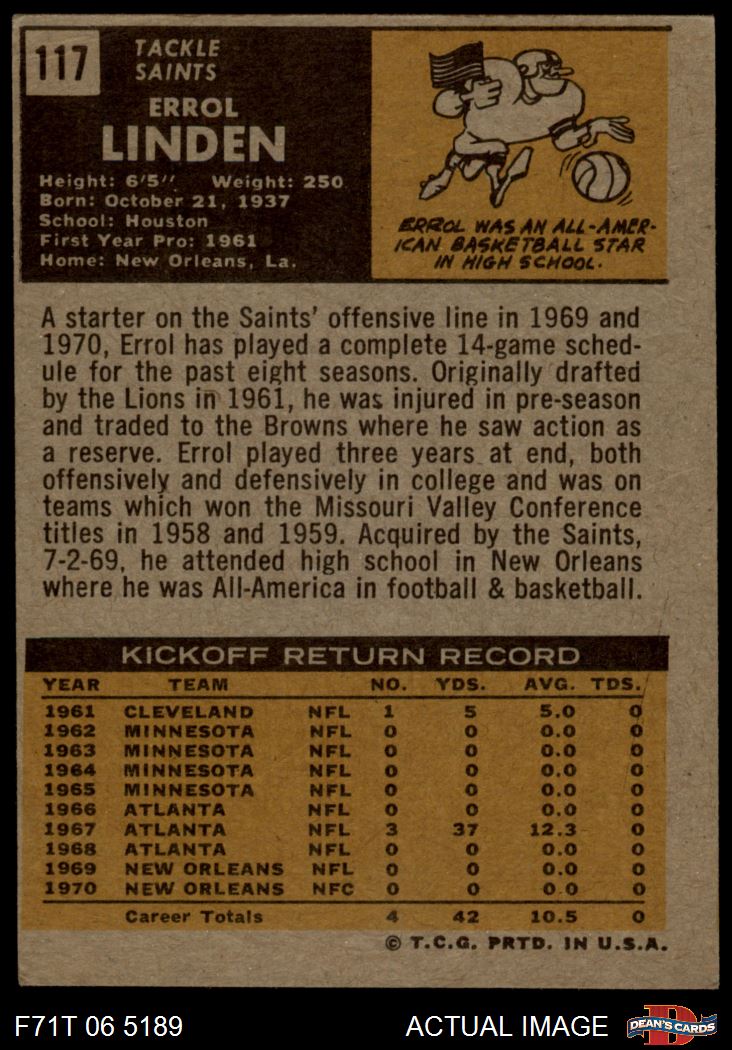 117
TACKLE
SAINTS
ERROL
LINDEN
Height: 6'5" Weight: 250
Born: October 21, 1937
School: Houston
First Year Pro: 1961
Home: New Orleans, La.
ERROL WAS AN ALL-AMER-
ICAN BASKETBALL STAR
IN HIGH SCHOOL.
A starter on the Saints' offensive line in 1969 and
1970, Errol has played a complete 14-game sched-
ule for the past eight seasons. Originally drafted
by the Lions in 1961, he was injured in pre-season
and traded to the Browns where he saw action as
a reserve. Errol played three years at end, both
offensively and defensively in college and was on
teams which won the Missouri Valley Conference
titles in 1958 and 1959. Acquired by the Saints,
7-2-69, he attended high school in New Orleans
where he was All-America in football & basketball.
KICKOFF RETURN RECORD
YEAR TEAM NO. YDS. AVG. TDS.
1961 CLEVELAND NFL 1 5 5.0 0
1962 MINNESOTA NFL 0 0 0.0 0
1963 MINNESOTA NFL 0 0 0.0 0
1964 MINNESOTA NFL 0 0 0.0 0
1965 MINNESOTA NFL 0 0 0.0 0
1966 ATLANTA NFL 0 0 0.0 0
1967 ATLANTA NFL 3 37 12.3 0
1968 ATLANTA NFL 0 0 0.0 0
1969 NEW ORLEANS NFL 0 0 0.0 0
1970 NEW ORLEANS NFC 0 0 0.0 0
Career Totals 4 42 10.5 0
© T.C.G. PRTD. IN U.S.A.
F71T 06 5189 ACTUAL IMAGE
D
DEAN'S CARDS